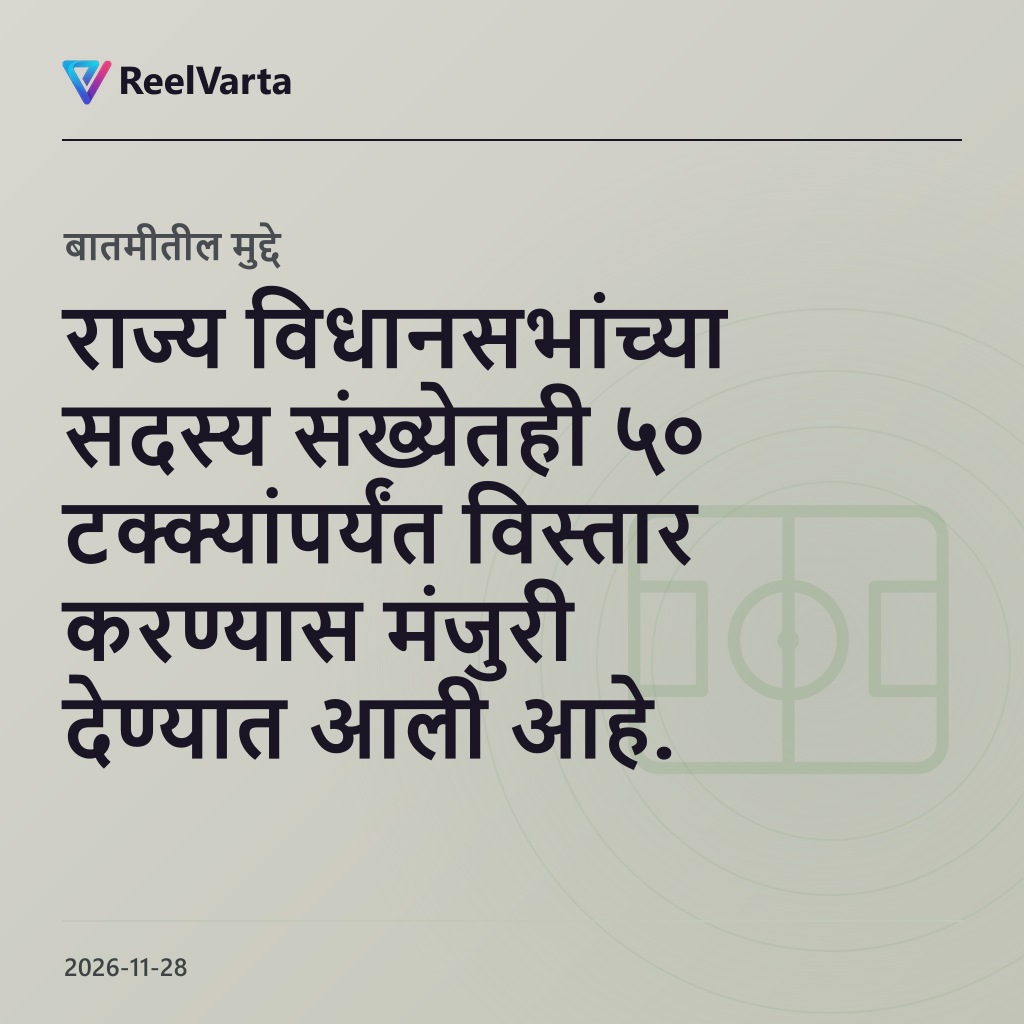 ReelVarta
बातमीतील मुद्दे
राज्य विधानसभांच्या
सदस्य संख्येतही ५०
टक्क्यांपर्यंत विस्तार
करण्यास मंजुरी
देण्यात आली आहे.
2026-11-28